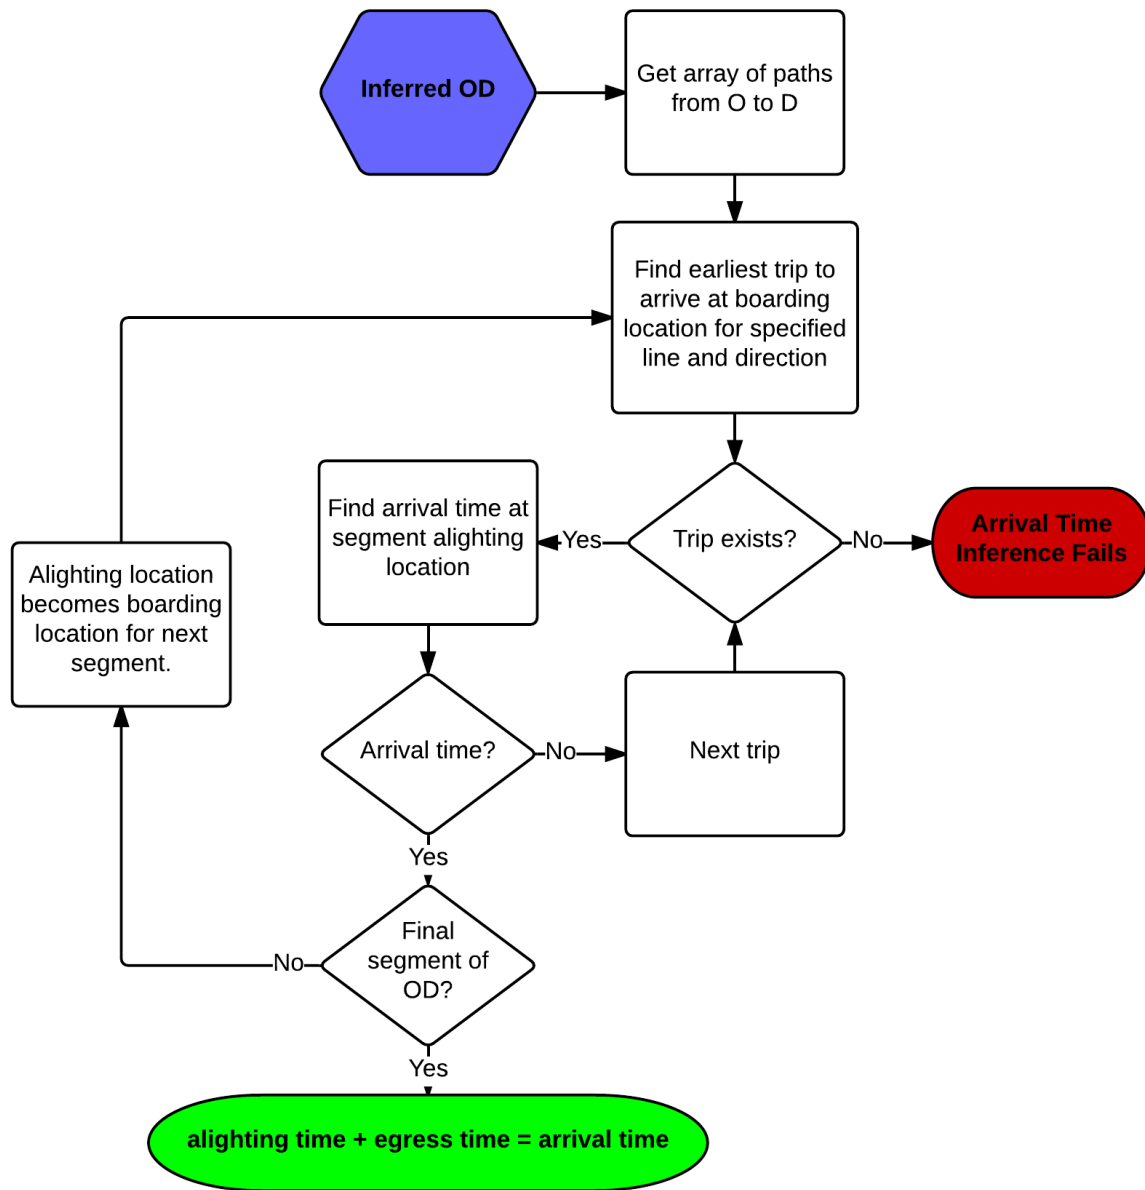 Inferred OD
Get array of paths
from O to D
Find earliest trip to
arrive at boarding
location for specified
line and direction
Trip exists?
Yes
No
Arrival Time
Inference Fails
Find arrival time at
segment alighting
location
Alighting location
becomes boarding
location for next
segment.
Arrival time?
No
Next trip
Yes
Final
segment of
OD?
No
Yes
alighting time + egress time = arrival time